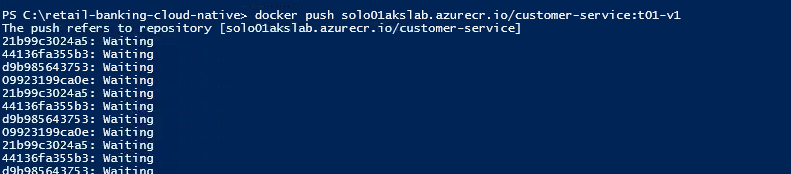 PS C:\retail-banking-cloud-native> docker push solo01akslab.azurecr.io/customer-service:t01-v1
The push refers to repository [solo01akslab.azurecr.io/customer-service]
21b99c3024a5: Waiting
44136fa355b3: Waiting
d9b985643753: Waiting
09923199ca0e: Waiting
21b99c3024a5: Waiting
44136fa355b3: Waiting
d9b985643753: Waiting
09923199ca0e: Waiting
21b99c3024a5: Waiting
44136fa355b3: Waiting
d9b985643753: Waiting